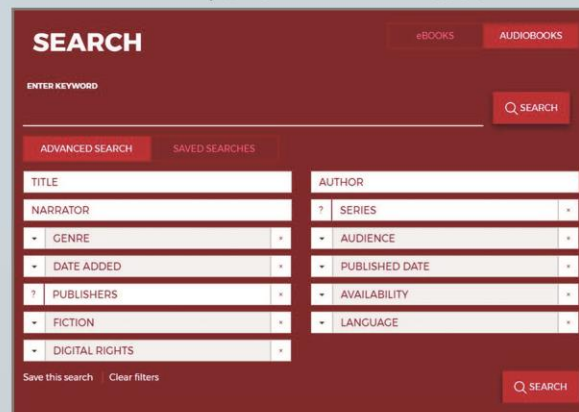 SEARCH
eBOOKS AUDIOBOOKS
ENTER KEYWORD
SEARCH
ADVANCED SEARCH SAVED SEARCHES
TITLE AUTHOR
NARRATOR ? SERIES ×
GENRE × AUDIENCE ×
DATE ADDED × PUBLISHED DATE ×
? PUBLISHERS × AVAILABILITY ×
FICTION × LANGUAGE ×
DIGITAL RIGHTS ×
Save this search Clear filters
SEARCH